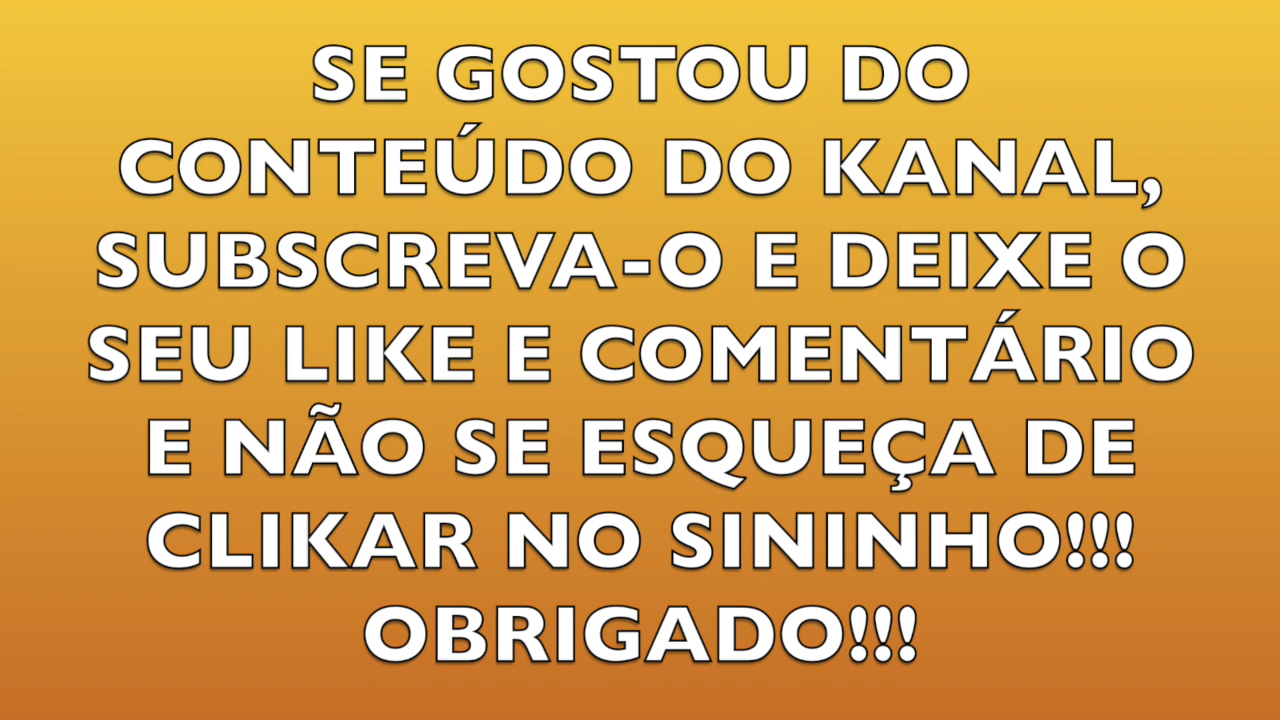 SE GOSTOU DO
CONTEÚDO DO KANAL,
SUBSCREVA-O E DEIXE O
SEU LIKE E COMENTÁRIO
E NÃO SE ESQUEÇA DE
CLIKAR NO SININHO!!!
OBRIGADO!!!